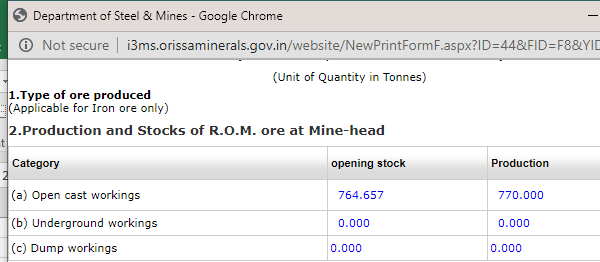 Department of Steel & Mines - Google Chrome
Not secure | i3ms.orissaminerals.gov.in/website/NewPrintFormF.aspx?ID=44&FID=F8&YID
(Unit of Quantity in Tonnes)
1.Type of ore produced
(Applicable for Iron ore only)
2.Production and Stocks of R.O.M. ore at Mine-head
Category opening stock Production
(a) Open cast workings 764.657 770.000
(b) Underground workings 0.000 0.000
(c) Dump workings 0.000 0.000